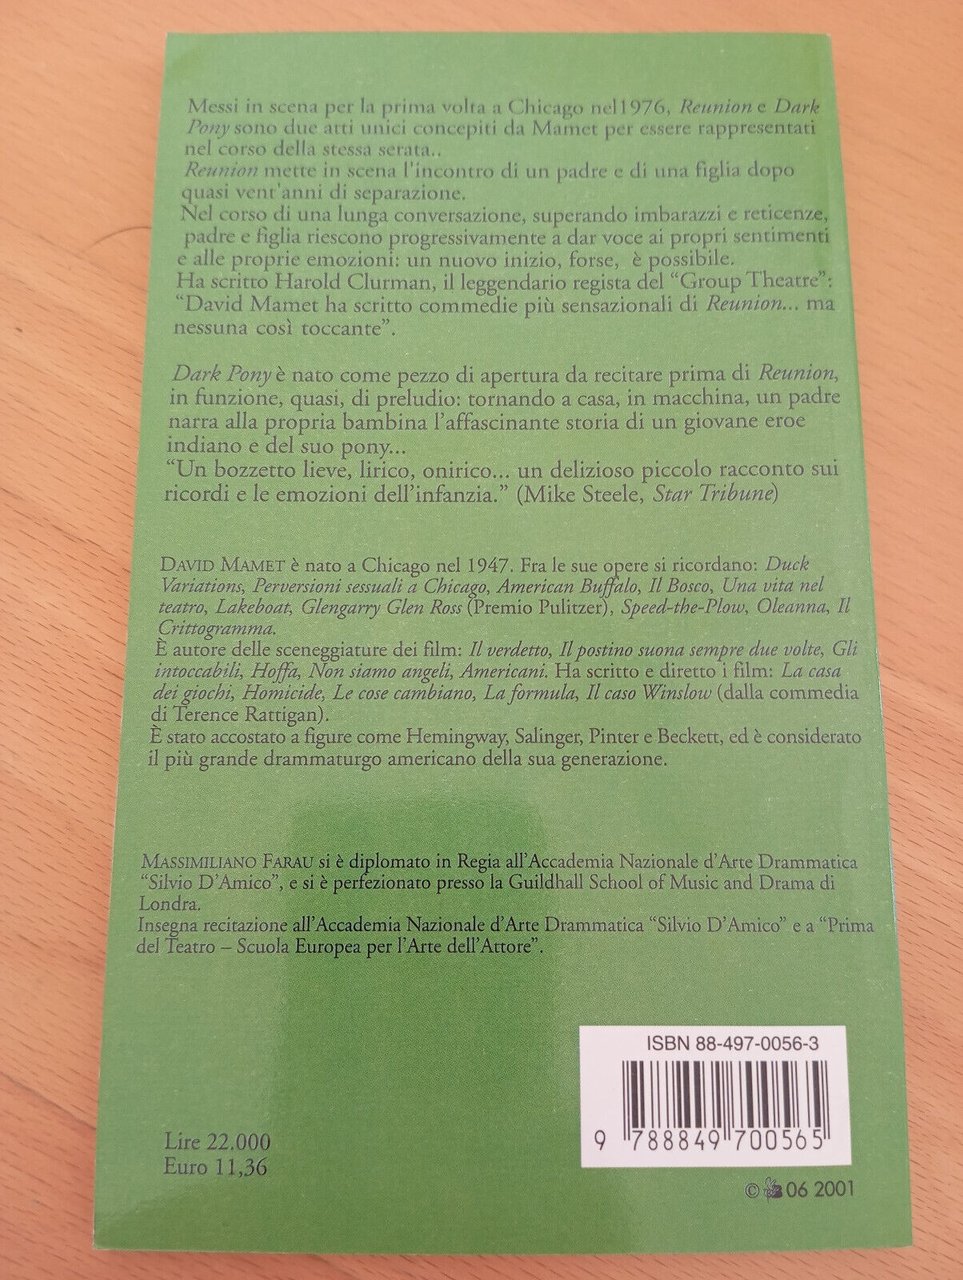 Messi in scena per la prima volta a Chicago nel1976, Reunion e Dark
Pony sono due atti unici concepiti da Mamet per essere rappresentati
nel corso della stessa serata..
Reunion mette in scena l'incontro di un padre e di una figlia dopo
quasi vent'anni di separazione.
Nel corso di una lunga conversazione, superando imbarazzi e reticenze,
padre e figlia riescono progressivamente a dar voce ai propri sentimenti
e alle proprie emozioni: un nuovo inizio, forse, è possibile.
Ha scritto Harold Clurman, il leggendario regista del “Group Theatre”:
“David Mamet ha scritto commedie più sensazionali di Reunion... ma
nessuna così toccante”.
Dark Pony è nato come pezzo di apertura da recitare prima di Reunion,
in funzione, quasi, di preludio: tornando a casa, in macchina, un padre
narra alla propria bambina l'affascinante storia di un giovane eroe
indiano e del suo pony...
“Un bozzetto lieve, lirico, onirico... un delizioso piccolo racconto sui
ricordi e le emozioni dell'infanzia.” (Mike Steele, Star Tribune)
DAVID MAMET è nato a Chicago nel 1947. Fra le sue opere si ricordano: Duck
Variations, Perversioni sessuali a Chicago, American Buffalo, Il Bosco, Una vita nel
teatro, Lakeboat, Glengarry Glen Ross (Premio Pulitzer), Speed-the-Plow, Oleanna, Il
Crittogramma.
È autore delle sceneggiature dei film: Il verdetto, Il postino suona sempre due volte, Gli
intoccabili, Hoffa, Non siamo angeli, Americani. Ha scritto e diretto i film: La casa
dei giochi, Homicide, Le cose cambiano, La formula, Il caso Winslow (dalla commedia
di Terence Rattigan).
È stato accostato a figure come Hemingway, Salinger, Pinter e Beckett, ed è considerato
il più grande drammaturgo americano della sua generazione.
MASSIMILIANO FARAU si è diplomato in Regia all'Accademia Nazionale d'Arte Drammatica
“Silvio D'Amico”, e si è perfezionato presso la Guildhall School of Music and Drama di
Londra.
Insegna recitazione all'Accademia Nazionale d'Arte Drammatica “Silvio D'Amico” e a “Prima
del Teatro – Scuola Europea per l'Arte dell'Attore”.
ISBN 88-497-0056-3
9 788849 700565
Lire 22.000
Euro 11,36
© 06 2001